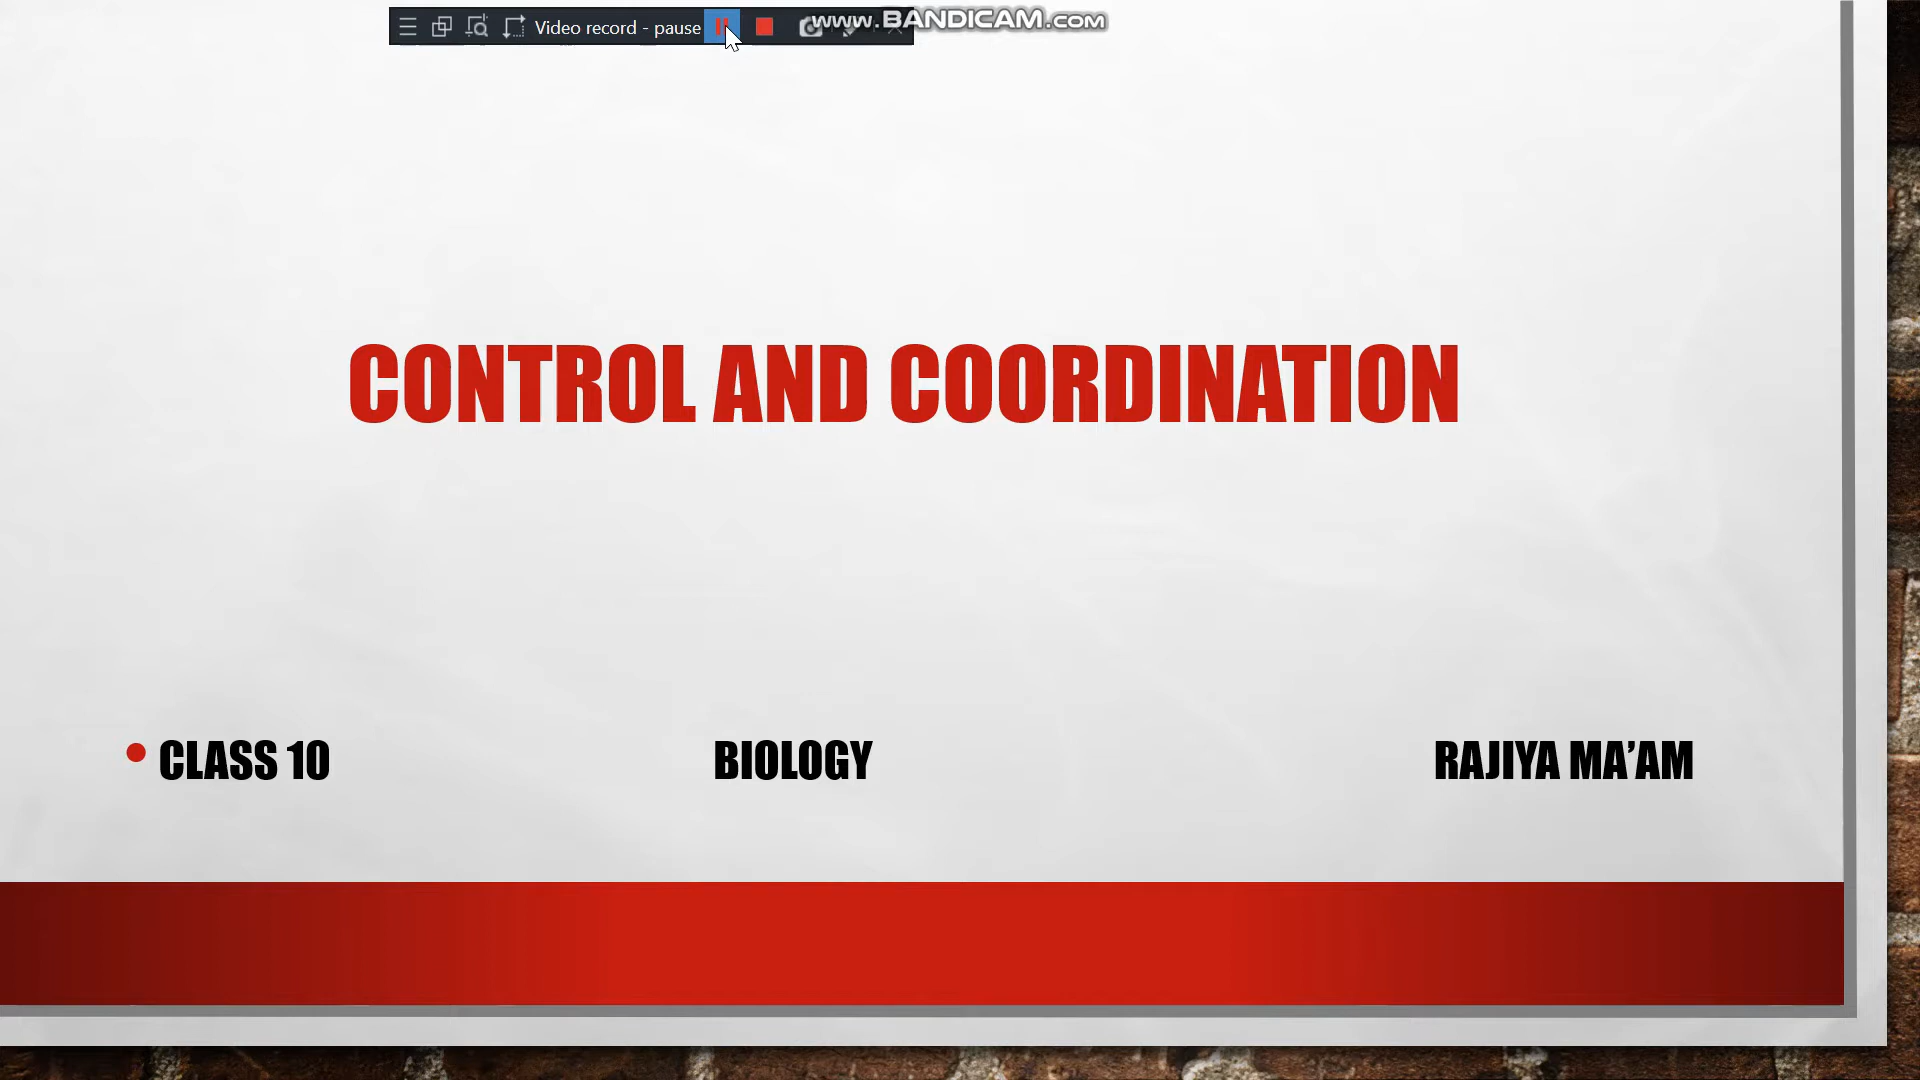 Video record - pause
www.BANDICAM.com
CONTROL AND COORDINATION
• CLASS 10 BIOLOGY RAJIYA MA’AM